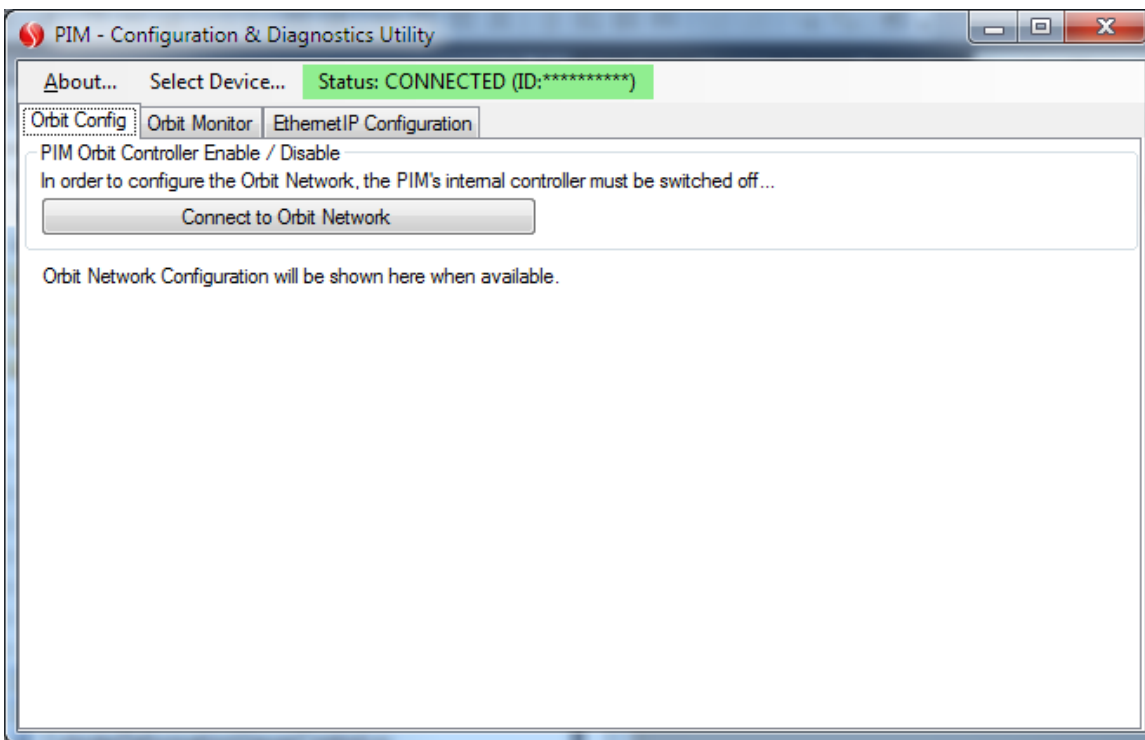 PIM - Configuration & Diagnostics Utility
About... Select Device... Status: CONNECTED (ID:**********)
Orbit Config Orbit Monitor EthernetIP Configuration
PIM Orbit Controller Enable / Disable
In order to configure the Orbit Network, the PIM's internal controller must be switched off...
Connect to Orbit Network
Orbit Network Configuration will be shown here when available.